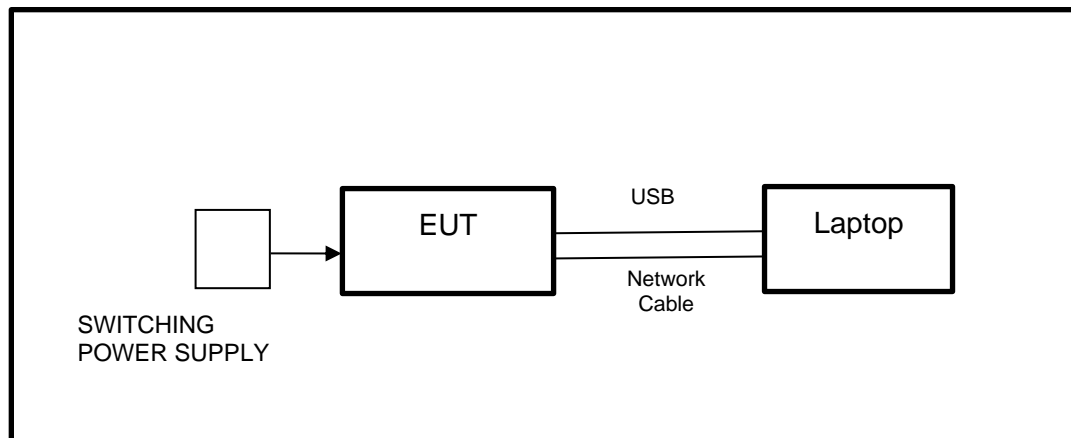 USB
EUT
Laptop
Network
Cable
SWITCHING
POWER SUPPLY